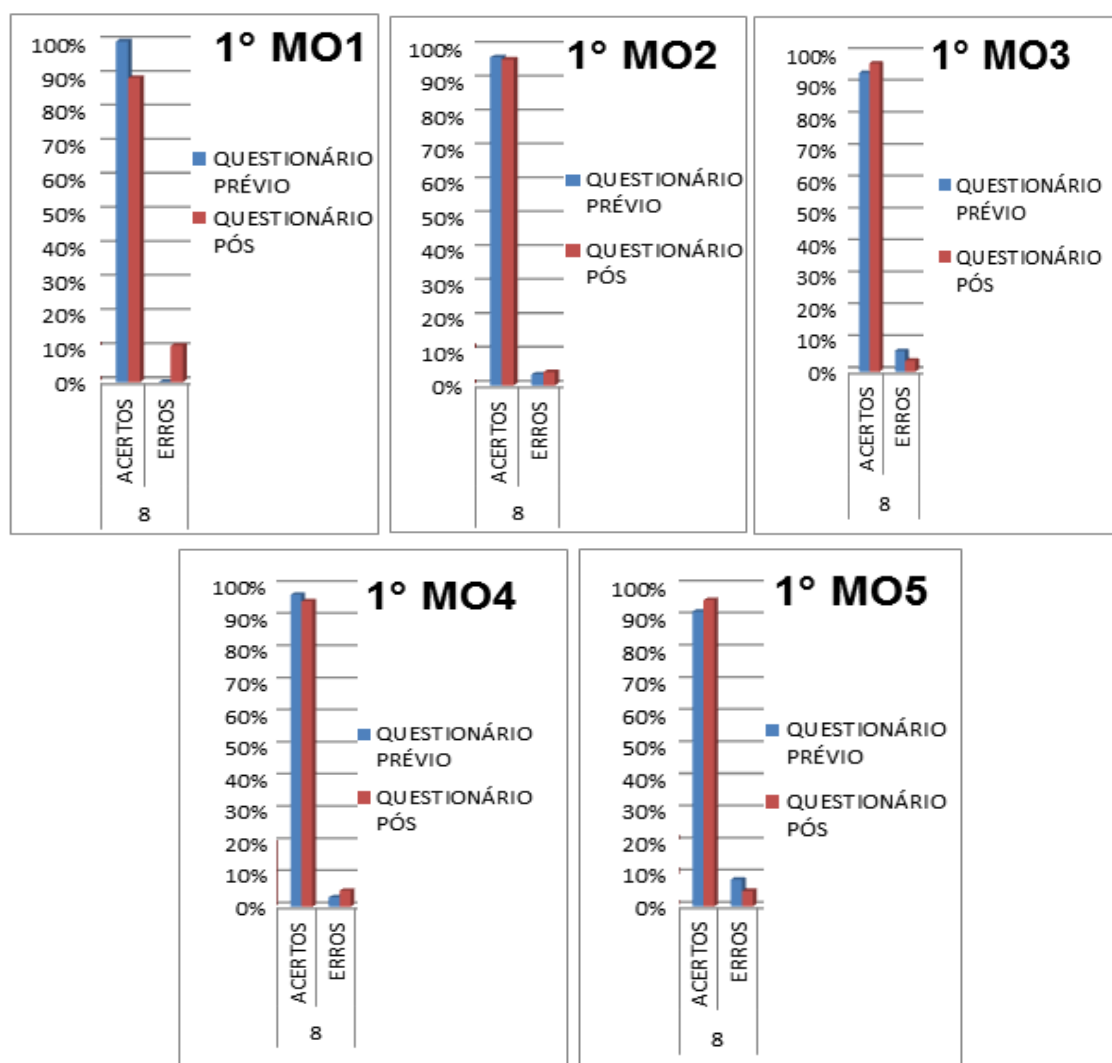 1° MO1
100%
90%
80%
70%
60%
50%
40%
30%
20%
10%
0%
QUESTIONÁRIO
PRÉVIO
QUESTIONÁRIO
PÓS
ACERTOS
ERROS
8
1° MO2
100%
90%
80%
70%
60%
50%
40%
30%
20%
10%
0%
QUESTIONÁRIO
PRÉVIO
QUESTIONÁRIO
PÓS
ACERTOS
ERROS
8
1° MO3
100%
90%
80%
70%
60%
50%
40%
30%
20%
10%
0%
QUESTIONÁRIO
PRÉVIO
QUESTIONÁRIO
PÓS
ACERTOS
ERROS
8
1° MO4
100%
90%
80%
70%
60%
50%
40%
30%
20%
10%
0%
QUESTIONÁRIO
PRÉVIO
QUESTIONÁRIO
PÓS
ACERTOS
ERROS
8
1° MO5
100%
90%
80%
70%
60%
50%
40%
30%
20%
10%
0%
QUESTIONÁRIO
PRÉVIO
QUESTIONÁRIO
PÓS
ACERTOS
ERROS
8